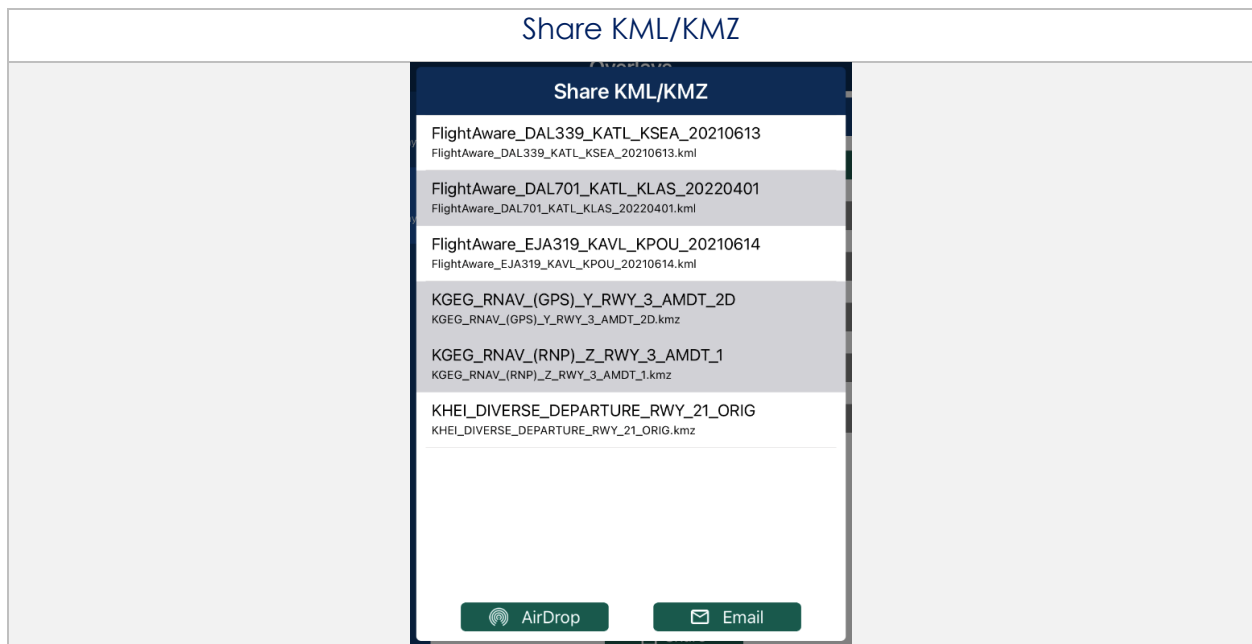 Share KML/KMZ
Share KML/KMZ
FlightAware_DAL339_KATL_KSEA_20210613
FlightAware_DAL339_KATL_KSEA_20210613.kml
FlightAware_DAL701_KATL_KLAS_20220401
FlightAware_DAL701_KATL_KLAS_20220401.kml
FlightAware_EJA319_KAVL_KPOU_20210614
FlightAware_EJA319_KAVL_KPOU_20210614.kml
KGEG_RNAV_(GPS)_Y_RWY_3_AMDT_2D
KGEG_RNAV_(GPS)_Y_RWY_3_AMDT_2D.kmz
KGEG_RNAV_(RNP)_Z_RWY_3_AMDT_1
KGEG_RNAV_(RNP)_Z_RWY_3_AMDT_1.kmz
KHEI_DIVERSE_DEPARTURE_RWY_21_ORIG
KHEI_DIVERSE_DEPARTURE_RWY_21_ORIG.kmz
AirDrop
Email